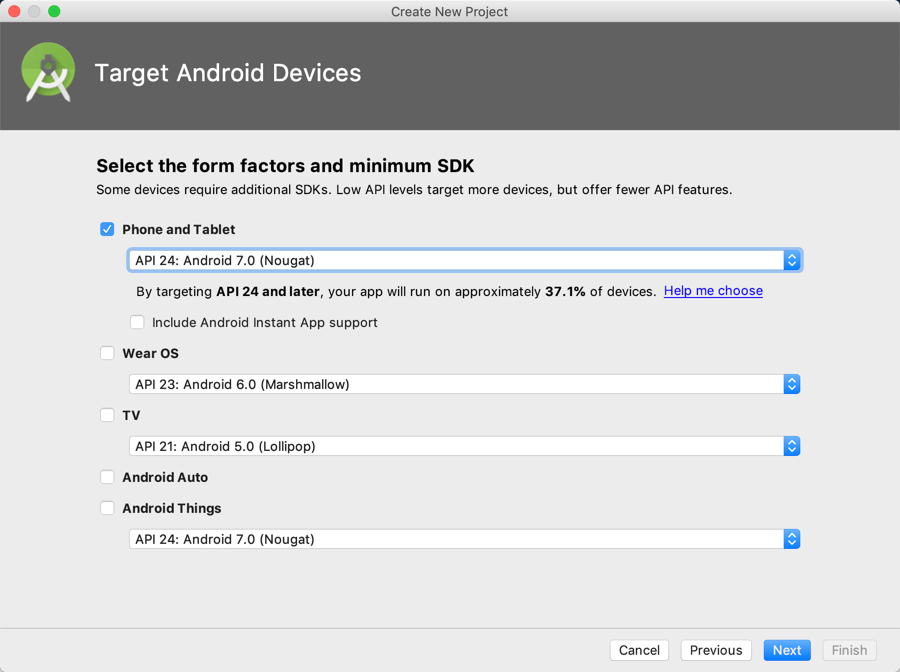 Create New Project
Target Android Devices
Select the form factors and minimum SDK
Some devices require additional SDKs. Low API levels target more devices, but offer fewer API features.
Phone and Tablet
API 24: Android 7.0 (Nougat)
By targeting API 24 and later, your app will run on approximately 37.1% of devices. Help me choose
Include Android Instant App support
Wear OS
API 23: Android 6.0 (Marshmallow)
TV
API 21: Android 5.0 (Lollipop)
Android Auto
Android Things
API 24: Android 7.0 (Nougat)
Cancel Previous Next Finish